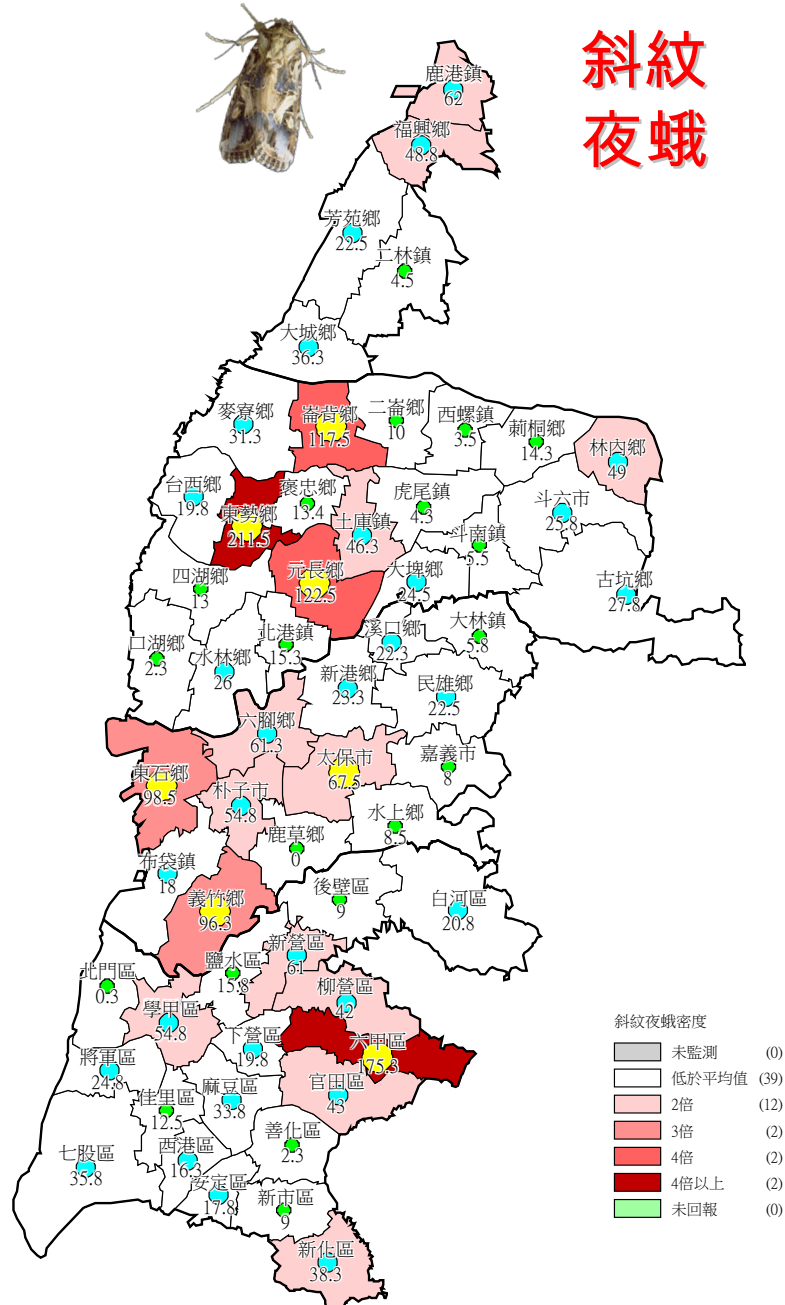 斜紋
夜蛾
鹿港鎮
62
福興鄉
48.8
芳苑鄉
22.5
二林鎮
4.5
大城鄉
36.3
麥寮鄉
31.3
崙背鄉
117.5
二崙鄉
10
西螺鎮
3.5
莿桐鄉
14.3
林內鄉
49
台西鄉
19.8
東勢鄉
211.5
褒忠鄉
13.4
土庫鎮
46.3
虎尾鎮
4.3
斗南鎮
5.5
斗六市
25.8
四湖鄉
13
元長鄉
122.5
大埤鄉
24.5
古坑鄉
27.8
口湖鄉
2.3
水林鄉
26
北港鎮
15.3
溪口鄉
22.3
大林鎮
5.8
新港鄉
23.3
民雄鄉
22.5
六腳鄉
61.3
東石鄉
98.5
太保市
67.5
嘉義市
8
朴子市
54.8
鹿草鄉
0
水上鄉
8.5
布袋鎮
18
義竹鄉
96.3
後壁區
9
白河區
20.8
北門區
0.3
鹽水區
15.8
新營區
61
柳營區
42
學甲區
54.8
下營區
19.8
六甲區
175.3
將軍區
24.8
佳里區
12.5
麻豆區
33.8
官田區
43
七股區
35.8
西港區
16.3
善化區
2.3
安定區
17.8
新市區
9
新化區
38.3
斜紋夜蛾密度
未監測 (0)
低於平均值 (39)
2倍 (12)
3倍 (2)
4倍 (2)
4倍以上 (2)
未回報 (0)